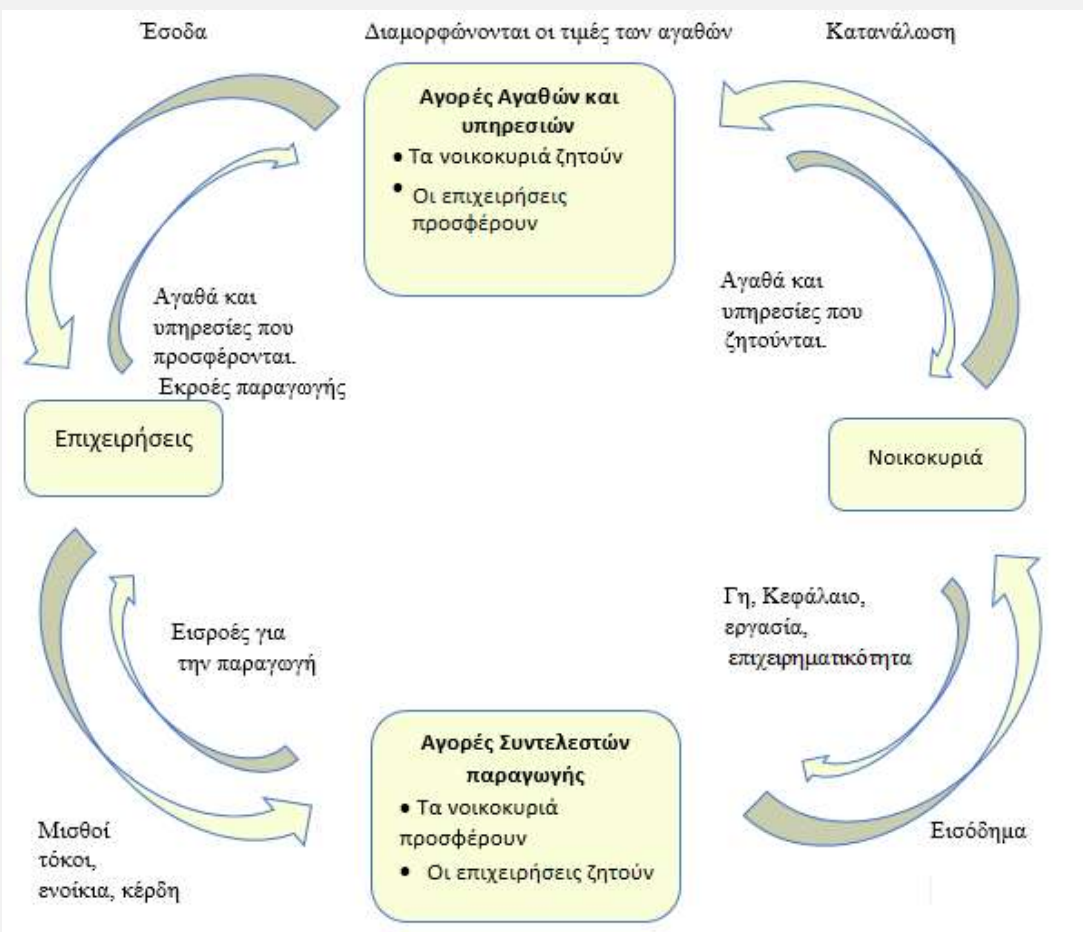 Έσοδα
Διαμορφώνονται οι τιμές των αγαθών
Κατανάλωση
Αγορές Αγαθών και
υπηρεσιών
• Τα νοικοκυριά ζητούν
• Οι επιχειρήσεις
προσφέρουν
Αγαθά και
υπηρεσίες που
προσφέρονται.
Εκροές παραγωγής
Αγαθά και
υπηρεσίες που
ζητούνται.
Επιχειρήσεις
Νοικοκυριά
Εισροές για
την παραγωγή
Γη, Κεφάλαιο,
εργασία,
επιχειρηματικότητα
Αγορές Συντελεστών
παραγωγής
• Τα νοικοκυριά
προσφέρουν
• Οι επιχειρήσεις ζητούν
Μισθοί
τόκοι,
ενοίκια, κέρδη
Εισόδημα